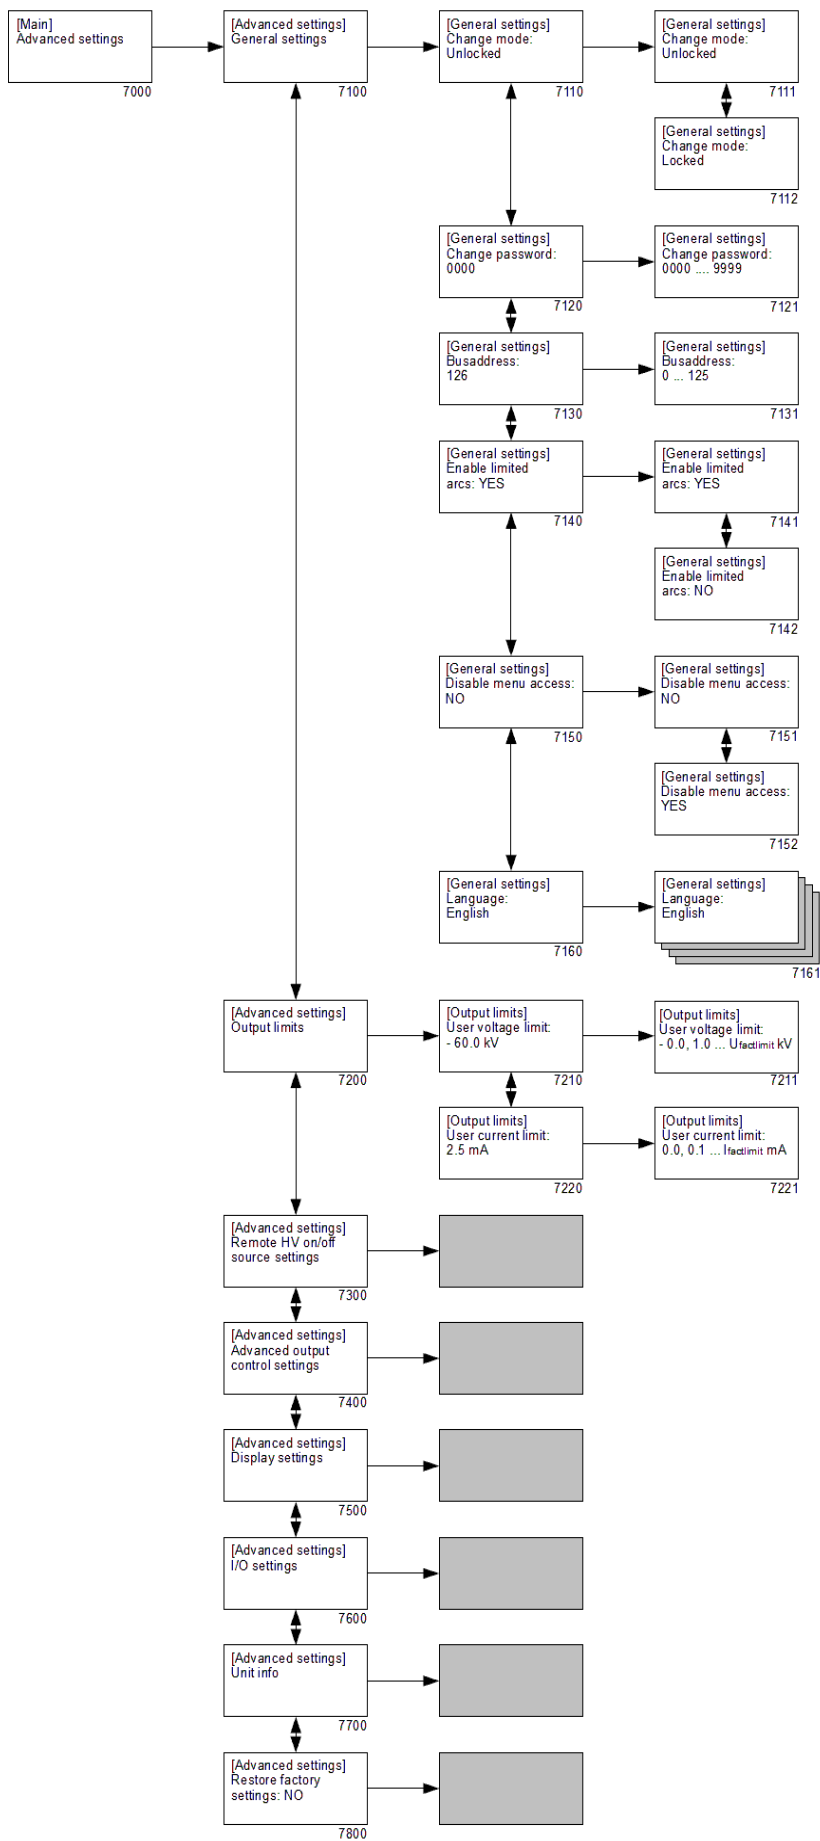 [Main]
Advanced settings
7000
[Advanced settings]
General settings
7100
[General settings]
Change mode:
Unlocked
7110
[General settings]
Change mode:
Unlocked
7111
[General settings]
Change mode:
Locked
7112
[General settings]
Change password:
0000
7120
[General settings]
Change password:
0000 .... 9999
7121
[General settings]
Busaddress:
126
7130
[General settings]
Busaddress:
0 ... 125
7131
[General settings]
Enable limited
arcs: YES
7140
[General settings]
Enable limited
arcs: YES
7141
[General settings]
Enable limited
arcs: NO
7142
[General settings]
Disable menu access:
NO
7150
[General settings]
Disable menu access:
NO
7151
[General settings]
Disable menu access:
YES
7152
[General settings]
Language:
English
7160
[General settings]
Language:
English
7161
[Advanced settings]
Output limits
7200
[Output limits]
User voltage limit:
- 60.0 kV
7210
[Output limits]
User voltage limit:
- 0.0, 1.0 ... Ufactlimit kV
7211
[Output limits]
User current limit:
2.5 mA
7220
[Output limits]
User current limit:
0.0, 0.1 ... Ifactlimit mA
7221
[Advanced settings]
Remote HV on/off
source settings
7300
[Advanced settings]
Advanced output
control settings
7400
[Advanced settings]
Display settings
7500
[Advanced settings]
I/O settings
7600
[Advanced settings]
Unit info
7700
[Advanced settings]
Restore factory
settings: NO
7800